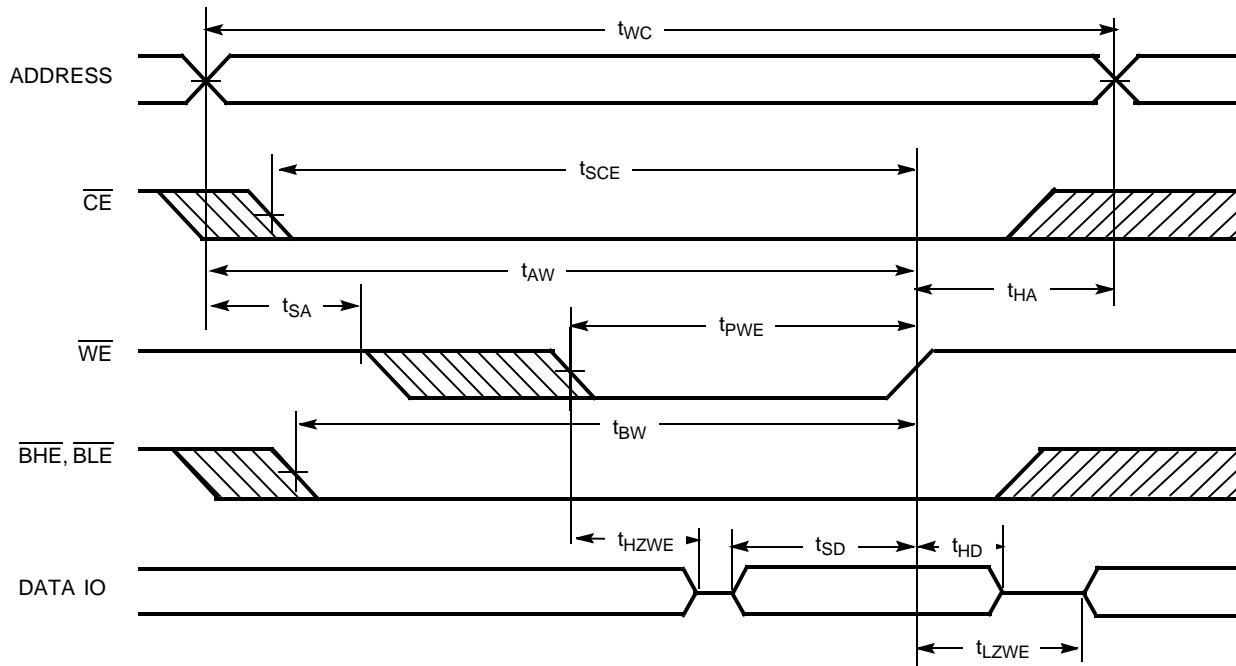 tWC
ADDRESS
tSCE
CE
tAW
tSA
tHA
tPWE
WE
tBW
BHE, BLE
tHZWE
tSD
tHD
DATA IO
tLZWE